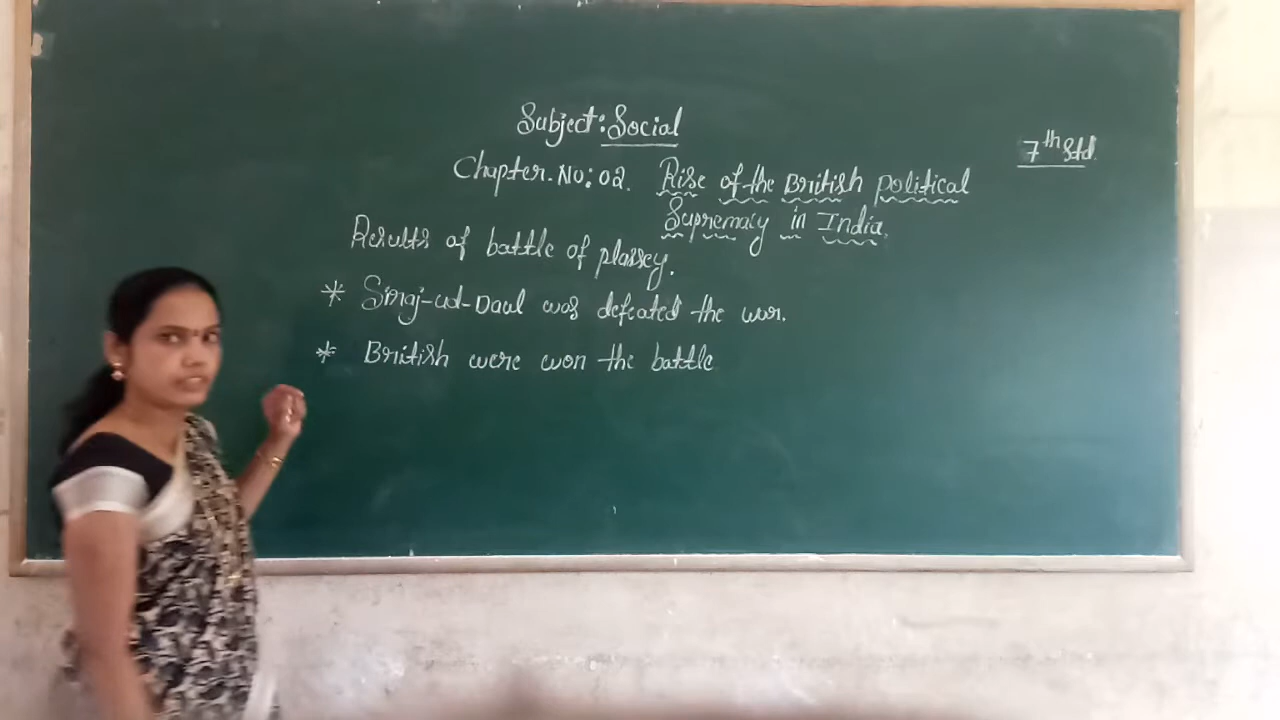 Subject: Social
7th Std.
Chapter. No: 02. Rise of the British political
Supremacy in India.
Results of battle of plassey.
* Siraj-ud-Daul was defeated the war.
* British were won the battle